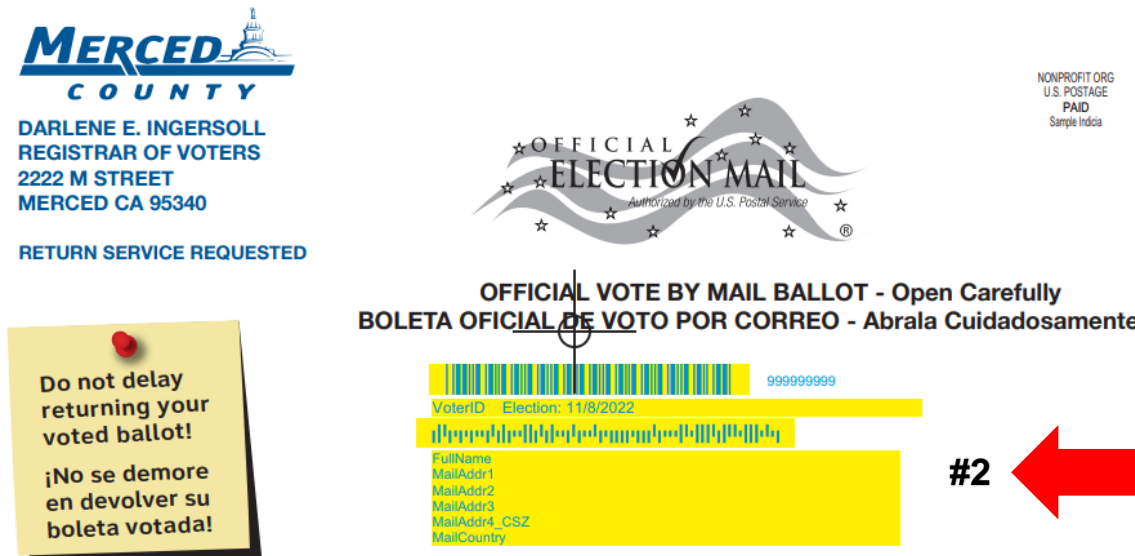 MERCED
COUNTY
DARLENE E. INGERSOLL
REGISTRAR OF VOTERS
2222 M STREET
MERCED CA 95340
RETURN SERVICE REQUESTED
OFFICIAL
ELECTION MAIL
Authorized by the U.S. Postal Service
®
NONPROFIT ORG
U.S. POSTAGE
PAID
Sample Indicia
OFFICIAL VOTE BY MAIL BALLOT - Open Carefully
BOLETA OFICIAL DE VOTO POR CORREO - Abrala Cuidadosamente
Do not delay
returning your
voted ballot!
¡No se demore
en devolver su
boleta votada!
999999999
VoterID Election: 11/8/2022
FullName
MailAddr1
MailAddr2
MailAddr3
MailAddr4_CSZ
MailCountry
#2